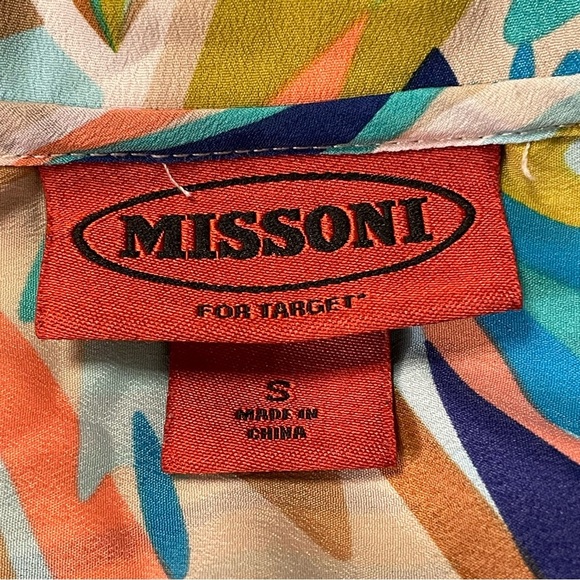 MISSONI
FOR TARGET™
S
MADE IN
CHINA